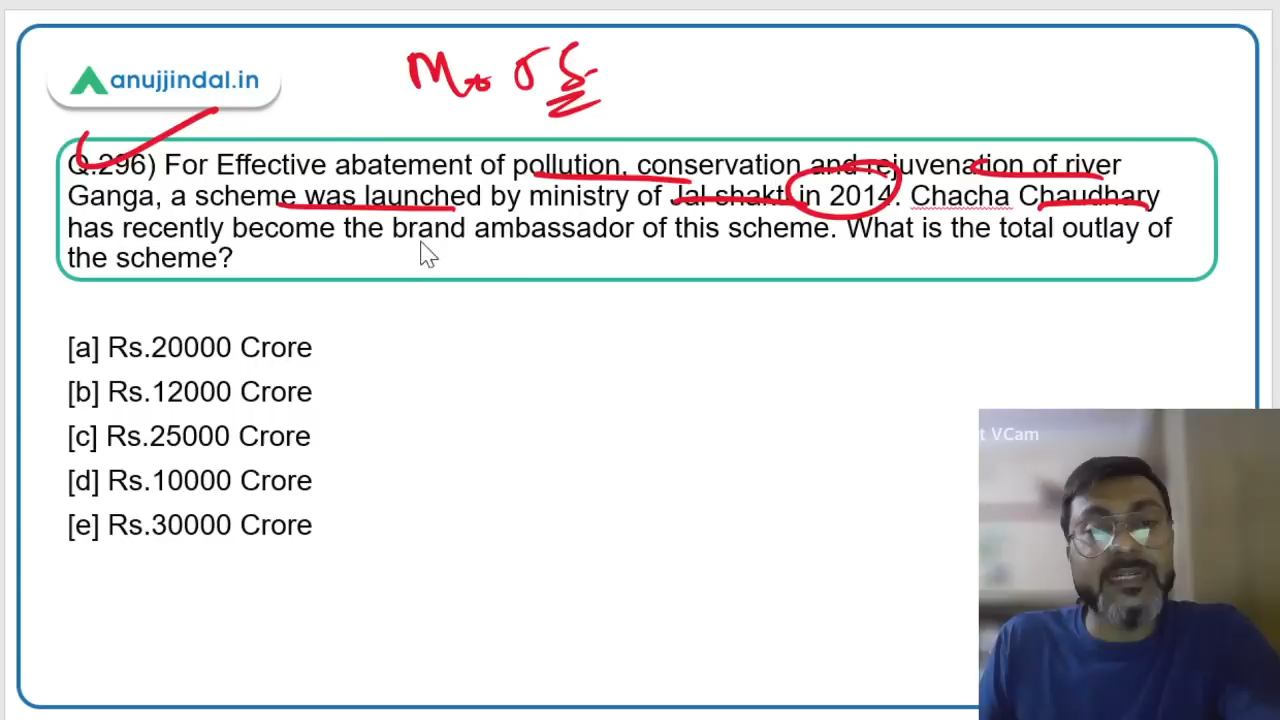 anujjindal.in
Q.296) For Effective abatement of pollution, conservation and rejuvenation of river
Ganga, a scheme was launched by ministry of Jal shakti in 2014. Chacha Chaudhary
has recently become the brand ambassador of this scheme. What is the total outlay of
the scheme?
[a] Rs.20000 Crore
[b] Rs.12000 Crore
[c] Rs.25000 Crore
[d] Rs.10000 Crore
[e] Rs.30000 Crore
t VCam